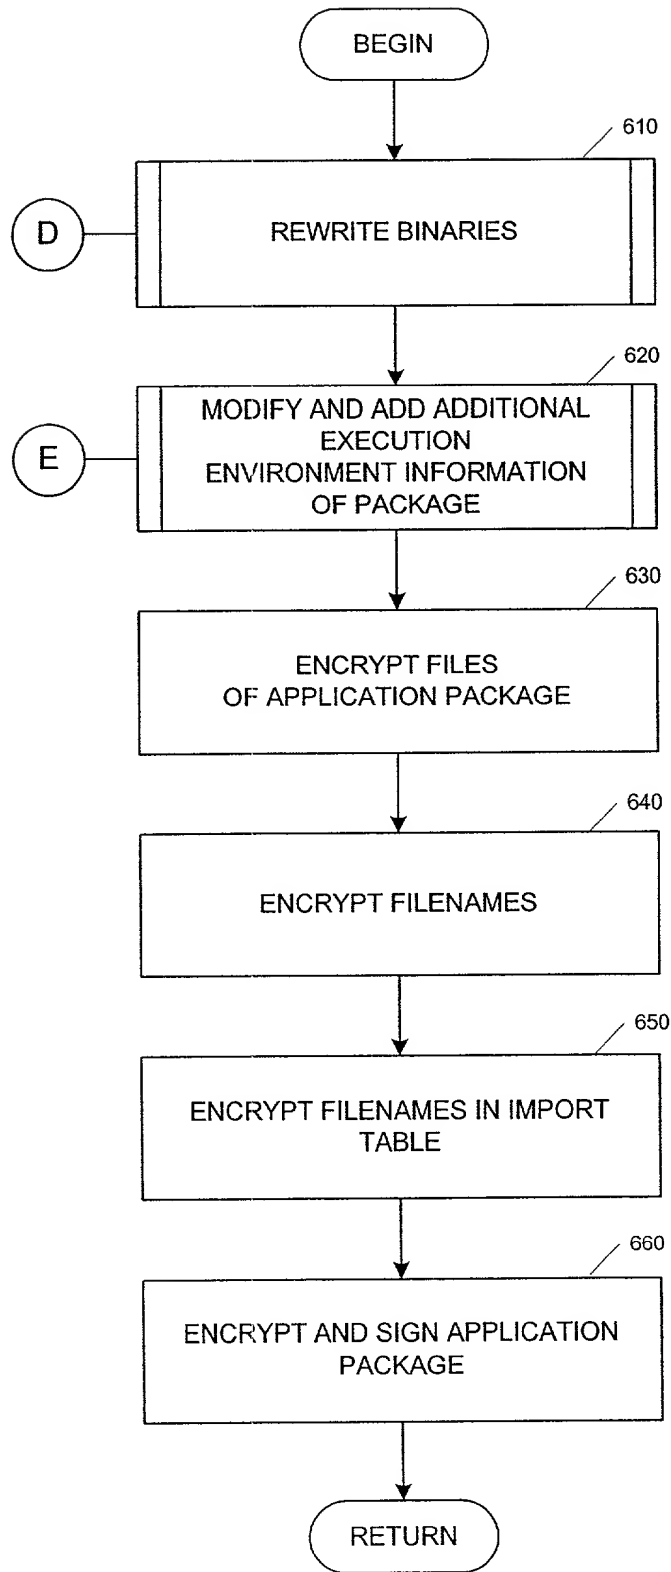 BEGIN
610
D
REWRITE BINARIES
620
E
MODIFY AND ADD ADDITIONAL
EXECUTION
ENVIRONMENT INFORMATION
OF PACKAGE
630
ENCRYPT FILES
OF APPLICATION PACKAGE
640
ENCRYPT FILENAMES
650
ENCRYPT FILENAMES IN IMPORT
TABLE
660
ENCRYPT AND SIGN APPLICATION
PACKAGE
RETURN